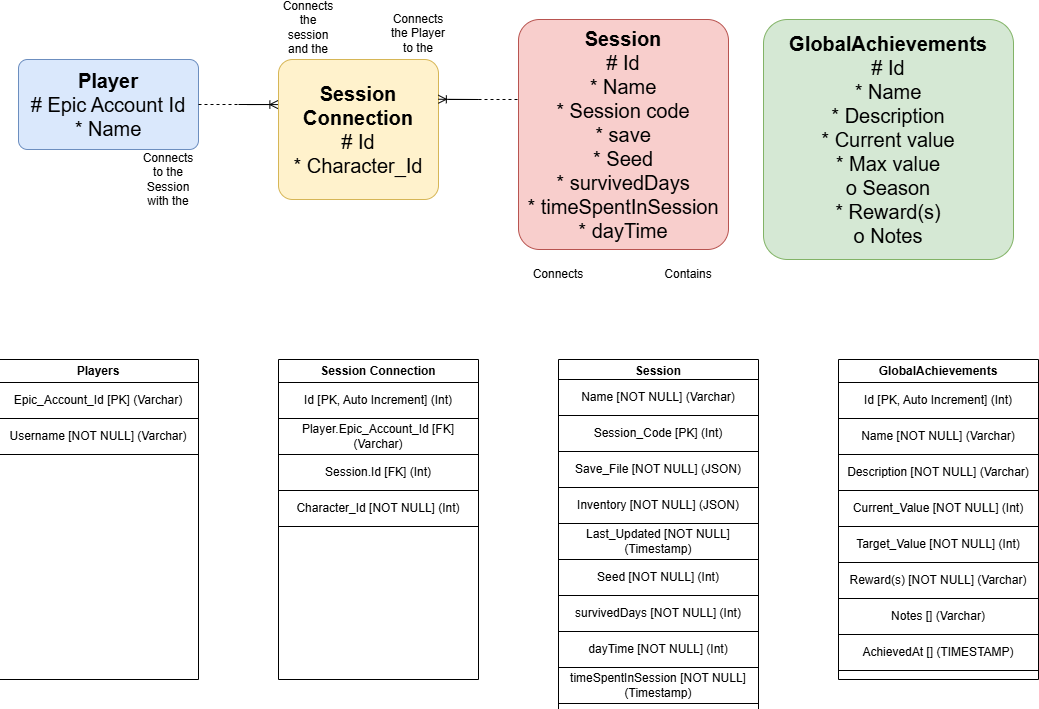 Connects
the
session
and the
Connects
the Player
to the
Player
# Epic Account Id
* Name
Connects
to the
Session
with the
Session
Connection
# Id
* Character_Id
Session
# Id
* Name
* Session code
* save
* Seed
* survivedDays
* timeSpentInSession
* dayTime
Connects
Contains
GlobalAchievements
# Id
* Name
* Description
* Current value
* Max value
o Season
* Reward(s)
o Notes
Players
Epic_Account_Id [PK] (Varchar)
Username [NOT NULL] (Varchar)
Session Connection
Id [PK, Auto Increment] (Int)
Player.Epic_Account_Id [FK]
(Varchar)
Session.Id [FK] (Int)
Character_Id [NOT NULL] (Int)
Session
Name [NOT NULL] (Varchar)
Session_Code [PK] (Int)
Save_File [NOT NULL] (JSON)
Inventory [NOT NULL] (JSON)
Last_Updated [NOT NULL]
(Timestamp)
Seed [NOT NULL] (Int)
survivedDays [NOT NULL] (Int)
dayTime [NOT NULL] (Int)
timeSpentInSession [NOT NULL]
(Timestamp)
GlobalAchievements
Id [PK, Auto Increment] (Int)
Name [NOT NULL] (Varchar)
Description [NOT NULL] (Varchar)
Current_Value [NOT NULL] (Int)
Target_Value [NOT NULL] (Int)
Reward(s) [NOT NULL] (Varchar)
Notes [] (Varchar)
AchievedAt [] (TIMESTAMP)